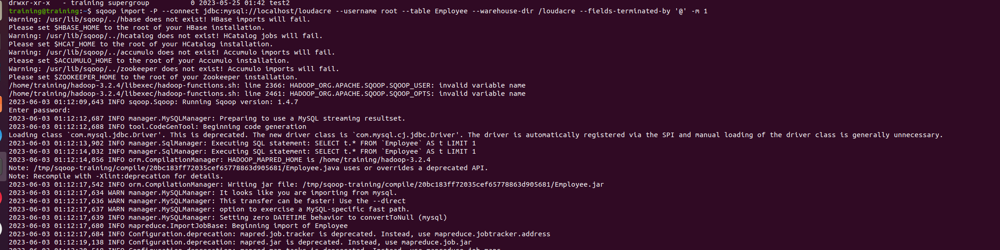 drwxr-xr-x   - training supergroup          0 2023-05-25 01:42 test2
training@training:~$ sqoop import -P --connect jdbc:mysql://localhost/loudacre --username root --table Employee --warehouse-dir /loudacre --fields-terminated-by '@' -m 1
Warning: /usr/lib/sqoop/../hbase does not exist! HBase imports will fail.
Please set $HBASE_HOME to the root of your HBase installation.
Warning: /usr/lib/sqoop/../hcatalog does not exist! HCatalog jobs will fail.
Please set $HCAT_HOME to the root of your HCatalog installation.
Warning: /usr/lib/sqoop/../accumulo does not exist! Accumulo imports will fail.
Please set $ACCUMULO_HOME to the root of your Accumulo installation.
Warning: /usr/lib/sqoop/../zookeeper does not exist! Accumulo imports will fail.
Please set $ZOOKEEPER_HOME to the root of your Zookeeper installation.
/home/training/hadoop-3.2.4/libexec/hadoop-functions.sh: line 2366: HADOOP_ORG.APACHE.SQOOP.SQOOP_USER: invalid variable name
/home/training/hadoop-3.2.4/libexec/hadoop-functions.sh: line 2461: HADOOP_ORG.APACHE.SQOOP.SQOOP_OPTS: invalid variable name
2023-06-03 01:12:09,643 INFO sqoop.Sqoop: Running Sqoop version: 1.4.7
Enter password:
2023-06-03 01:12:12,687 INFO manager.MySQLManager: Preparing to use a MySQL streaming resultset.
2023-06-03 01:12:12,688 INFO tool.CodeGenTool: Beginning code generation
Loading class `com.mysql.jdbc.Driver'. This is deprecated. The new driver class is `com.mysql.cj.jdbc.Driver'. The driver is automatically registered via the SPI and manual loading of the driver class is generally unnecessary.
2023-06-03 01:12:13,902 INFO manager.SqlManager: Executing SQL statement: SELECT t.* FROM `Employee` AS t LIMIT 1
2023-06-03 01:12:14,032 INFO manager.SqlManager: Executing SQL statement: SELECT t.* FROM `Employee` AS t LIMIT 1
2023-06-03 01:12:14,056 INFO orm.CompilationManager: HADOOP_MAPRED_HOME is /home/training/hadoop-3.2.4
Note: /tmp/sqoop-training/compile/20bc183ff72035cef65778863d905681/Employee.java uses or overrides a deprecated API.
Note: Recompile with -Xlint:deprecation for details.
2023-06-03 01:12:17,542 INFO orm.CompilationManager: Writing jar file: /tmp/sqoop-training/compile/20bc183ff72035cef65778863d905681/Employee.jar
2023-06-03 01:12:17,634 WARN manager.MySQLManager: It looks like you are importing from mysql.
2023-06-03 01:12:17,636 WARN manager.MySQLManager: This transfer can be faster! Use the --direct
2023-06-03 01:12:17,637 WARN manager.MySQLManager: option to exercise a MySQL-specific fast path.
2023-06-03 01:12:17,639 INFO manager.MySQLManager: Setting zero DATETIME behavior to convertToNull (mysql)
2023-06-03 01:12:17,680 INFO mapreduce.ImportJobBase: Beginning import of Employee
2023-06-03 01:12:17,684 INFO Configuration.deprecation: mapred.job.tracker is deprecated. Instead, use mapreduce.jobtracker.address
2023-06-03 01:12:19,138 INFO Configuration.deprecation: mapred.jar is deprecated. Instead, use mapreduce.job.jar
2023-06-03 01:12:20,518 INFO Configuration.deprecation: mapred.map.tasks is deprecated. Instead, use mapreduce.job.maps